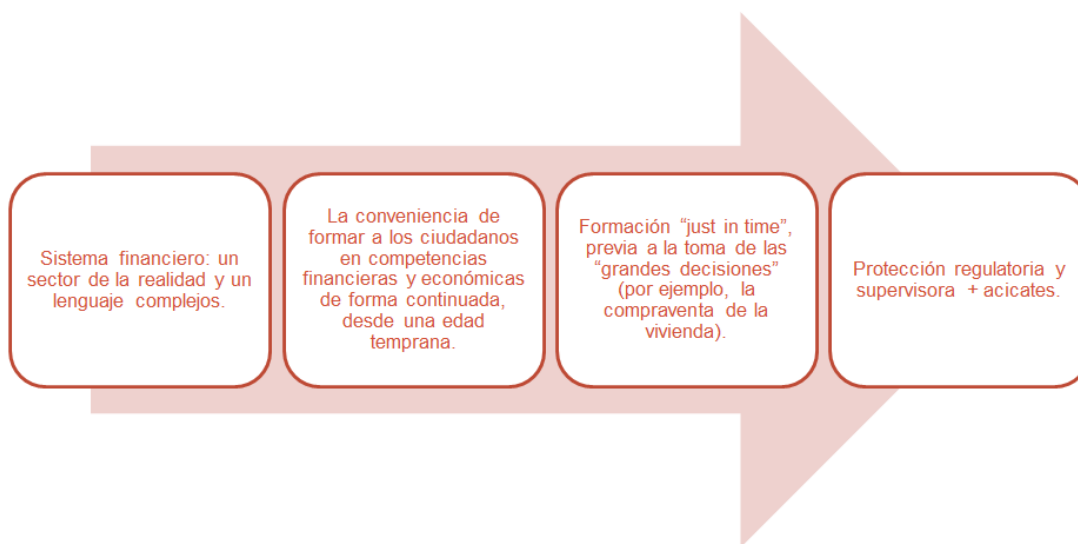 Sistema financiero: un
sector de la realidad y un
lenguaje complejos.
La conveniencia de
formar a los ciudadanos
en competencias
financieras y económicas
de forma continuada,
desde una edad
temprana.
Formación “just in time”,
previa a la toma de las
“grandes decisiones”
(por ejemplo, la
compraventa de la
vivienda).
Protección regulatoria y
supervisora + acicates.